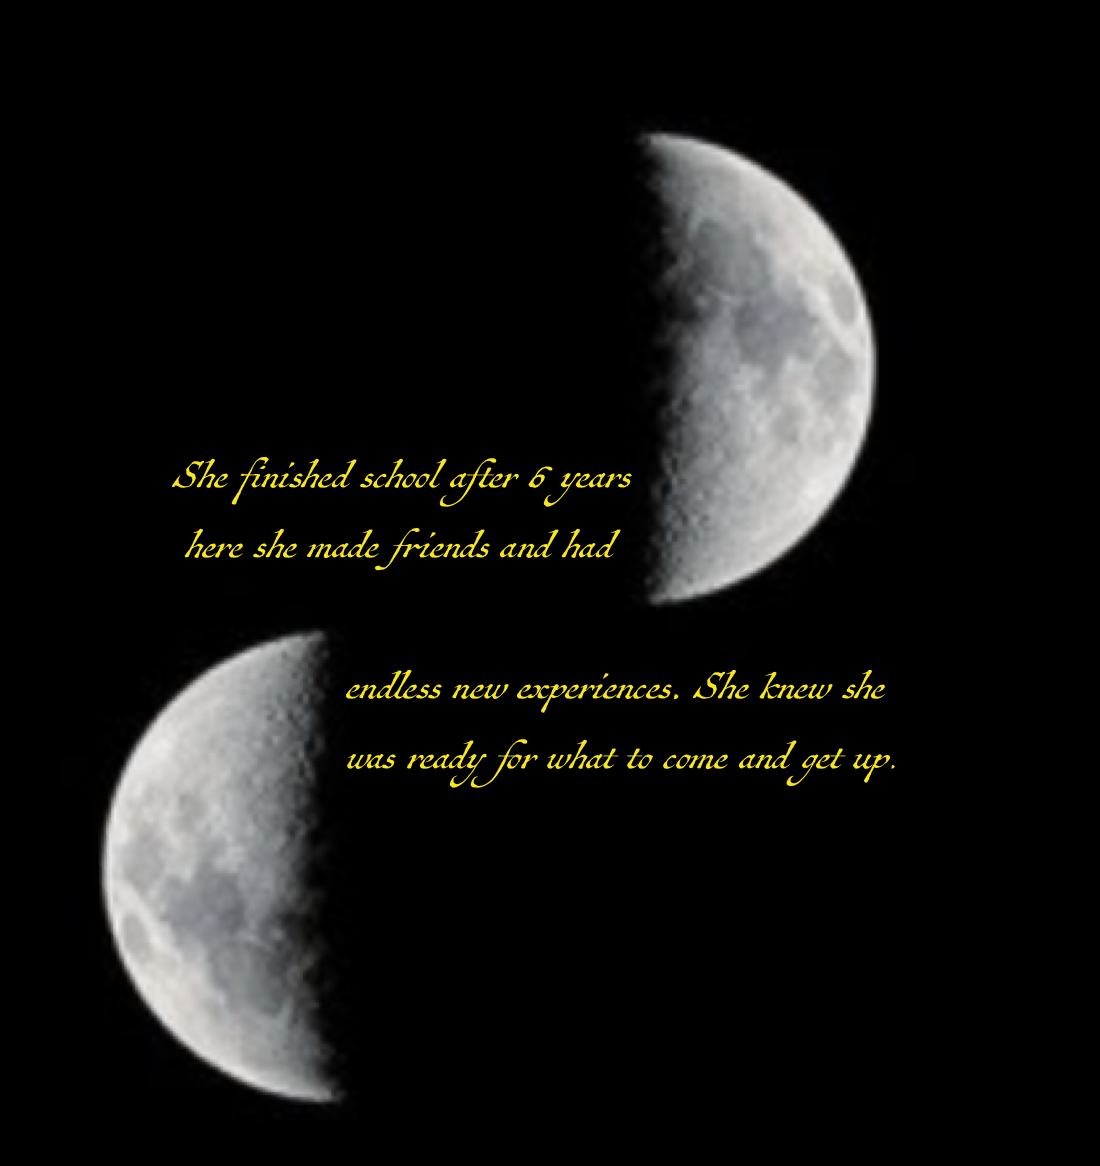 She finished school after 6 years
here she made friends and had
endless new experiences. She knew she
was ready for what to come and get up.